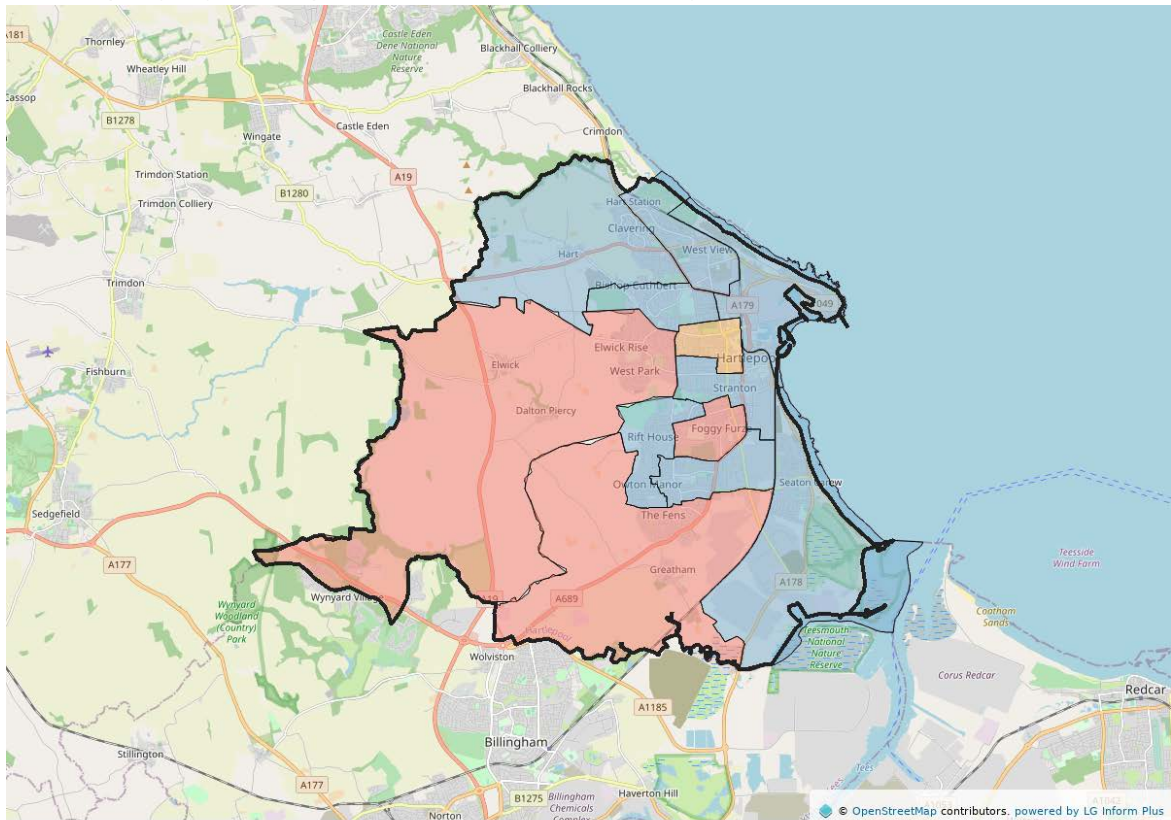 A181
Thornley
Castle Eden
Dene National
Nature
Reserve
Blackhall Colliery
Wheatley Hill
Blackhall Rocks
Cassop
B1278
Castle Eden
Crimdon
Wingate
Trimdon Station
A19
B1280
Trimdon Colliery
Hart Station
Clavering
Hart
West View
Trimdon
Bishop Cuthbert
A179
Elwick Rise
Fishburn
Elwick
West Park
Stranton
Dalton Piercy
Foggy Furze
Rift House
Owton Manor
Seaton Carew
Sedgefield
The Fens
A177
Greatham
Teesside
Wind Farm
A178
Wynyard Village
A19
A689
Wynyard
Woodland
(Country)
Park
Hartlepool
Coatham
Sands
Teesmouth
National
Nature
Reserve
Wolviston
Corus Redcar
Redcar
A1185
Billingham
Stillington
A177
Tees
B1275
Billingham
Chemicals
Complex
Haverton Hill
Norton
© OpenStreetMap contributors. powered by LG Inform Plus